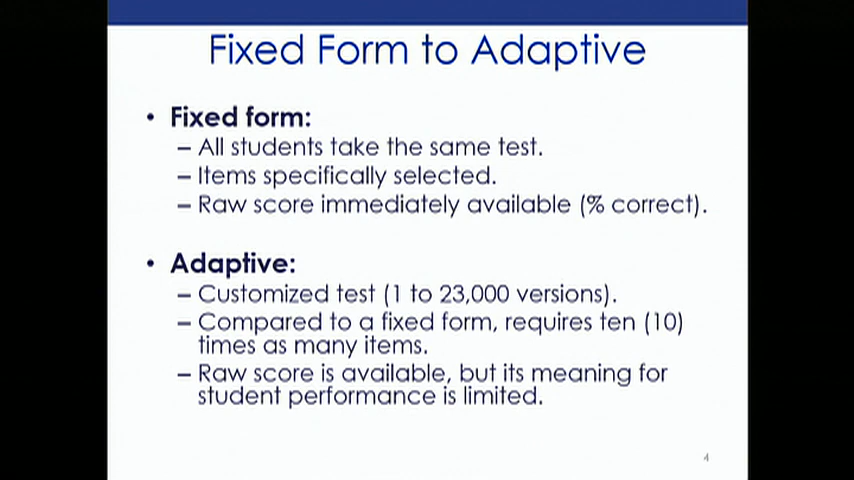 Fixed Form to Adaptive
• Fixed form:
– All students take the same test.
– Items specifically selected.
– Raw score immediately available (% correct).
• Adaptive:
– Customized test (1 to 23,000 versions).
– Compared to a fixed form, requires ten (10)
times as many items.
– Raw score is available, but its meaning for
student performance is limited.
4